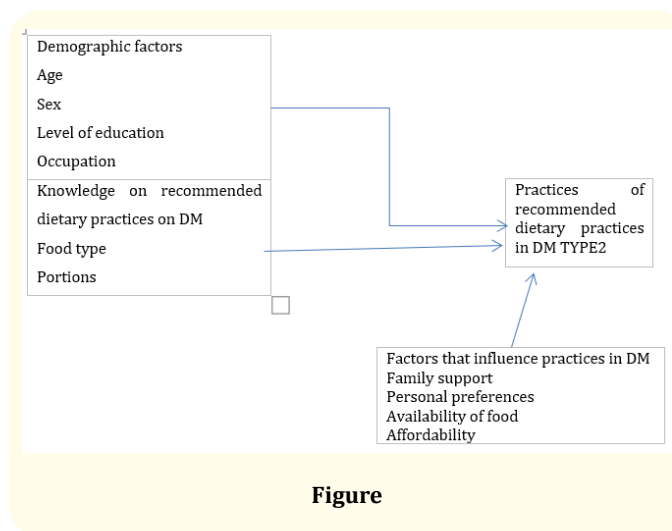 Demographic factors
Age
Sex
Level of education
Occupation
Knowledge on recommended
dietary practices on DM
Food type
Portions
Practices of
recommended
dietary practices
in DM TYPE2
Factors that influence practices in DM
Family support
Personal preferences
Availability of food
Affordability
Figure